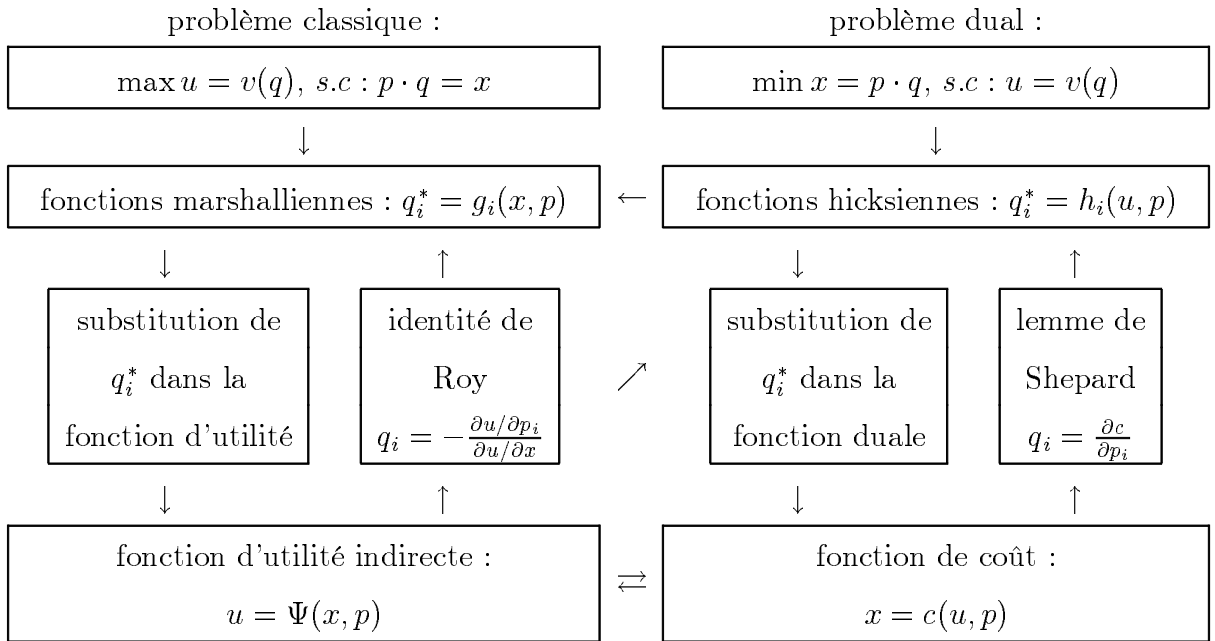 problème classique :
problème dual :
max u = v(q), s.c : p · q = x
min x = p · q, s.c : u = v(q)
↓
↓
fonctions marshalliennes : q_i^* = g_i(x, p)
←
fonctions hicksiennes : q_i^* = h_i(u, p)
↓ ↑
↓ ↑
substitution de
q_i^* dans la
fonction d'utilité
identité de
Roy
q_i = −\frac{∂u/∂p_i}{∂u/∂x}
↗
substitution de
q_i^* dans la
fonction duale
lemme de
Shepard
q_i = \frac{∂c}{∂p_i}
↓ ↑
↓ ↑
fonction d'utilité indirecte :
u = Ψ(x, p)
⇄
fonction de coût :
x = c(u, p)